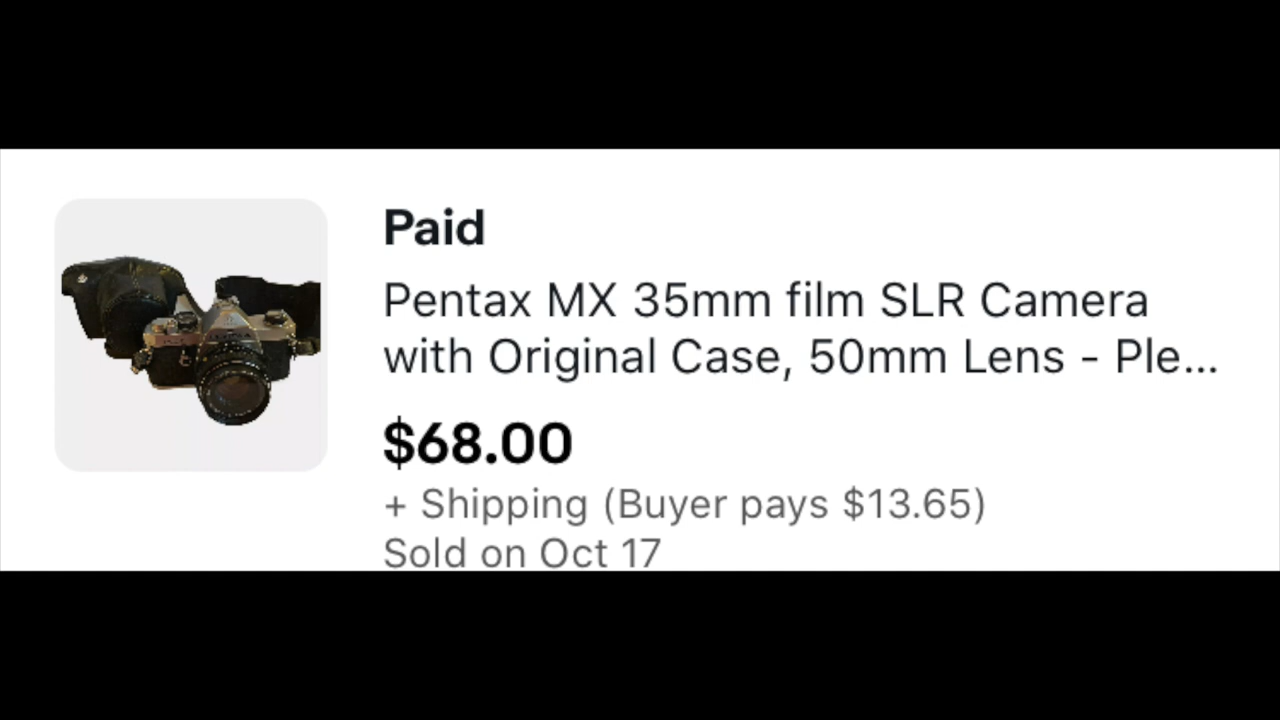 Paid
Pentax MX 35mm film SLR Camera
with Original Case, 50mm Lens - Ple...
$68.00
+ Shipping (Buyer pays $13.65)
Sold on Oct 17